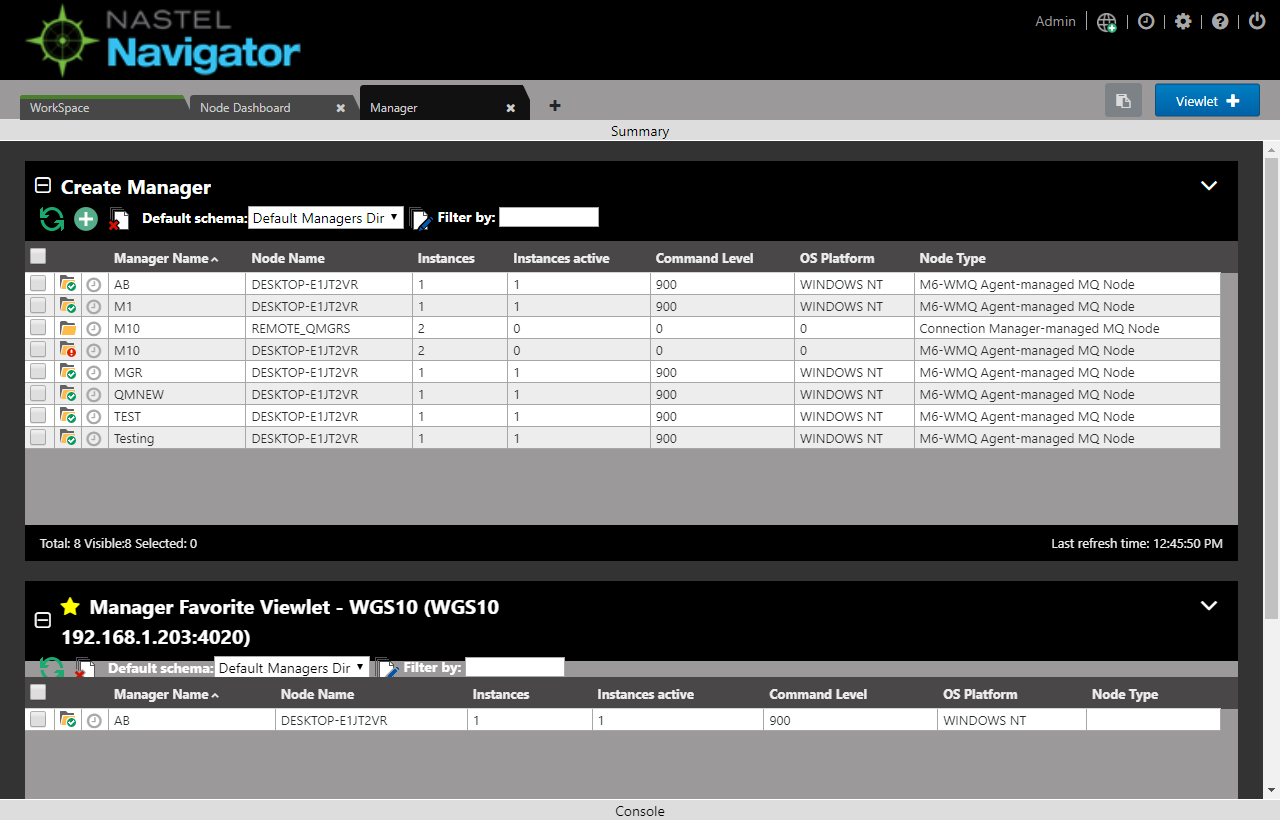 NASTEL
Navigator
Admin
WorkSpace Node Dashboard Manager Viewlet
Summary
Create Manager
Default schema: Default Managers Dir Filter by:
Manager Name Node Name Instances Instances active Command Level OS Platform Node Type
AB DESKTOP-E1JT2VR 1 1 900 WINDOWS NT M6-WMQ Agent-managed MQ Node
M1 DESKTOP-E1JT2VR 1 1 900 WINDOWS NT M6-WMQ Agent-managed MQ Node
M10 REMOTE_QMGRS 2 0 0 0 Connection Manager-managed MQ Node
M10 DESKTOP-E1JT2VR 2 0 0 0 M6-WMQ Agent-managed MQ Node
MGR DESKTOP-E1JT2VR 1 1 900 WINDOWS NT M6-WMQ Agent-managed MQ Node
QMNEW DESKTOP-E1JT2VR 1 1 900 WINDOWS NT M6-WMQ Agent-managed MQ Node
TEST DESKTOP-E1JT2VR 1 1 900 WINDOWS NT M6-WMQ Agent-managed MQ Node
Testing DESKTOP-E1JT2VR 1 1 900 WINDOWS NT M6-WMQ Agent-managed MQ Node
Total: 8 Visible:8 Selected: 0 Last refresh time: 12:45:50 PM
Manager Favorite Viewlet - WGS10 (WGS10
192.168.1.203:4020)
Default schema: Default Managers Dir Filter by:
Manager Name Node Name Instances Instances active Command Level OS Platform Node Type
AB DESKTOP-E1JT2VR 1 1 900 WINDOWS NT
Console